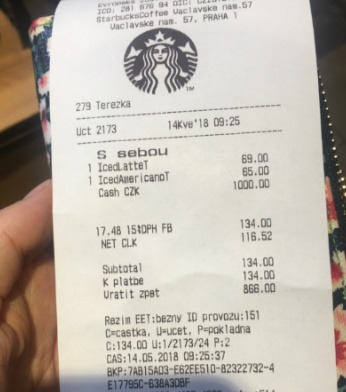 StarbucksCoffee Vaclavske nam.57
Vaclavske nam. 57, PRAHA 1
TM
279 Terezka
Uct 2173 14Kve'18 09:25
S sebou
1 IcedLatteT 69.00
1 IcedAmericanoT 65.00
Cash CZK 1000.00
17.48 15%DPH FB 134.00
NET CLK 116.52
Subtotal 134.00
K platbe 134.00
Vratit zpet 866.00
Rezim EET:bezny ID provozu:151
C=castka, U=ucet, P=pokladna
C:134.00 U:1/2173/24 P:2
CAS:14.05.2018 09:25:37
BKP:7AB15A03-E62EE510-82322732-4
E17795C-638A3DBF